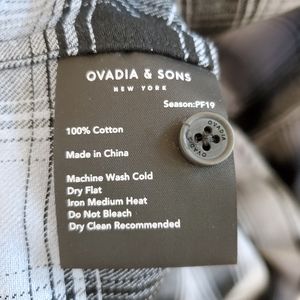 OVADIA & SONS
NEW YORK
Season:PF19
100% Cotton
OVADIA
Made in China
Machine Wash Cold
Dry Flat
Iron Medium Heat
Do Not Bleach
Dry Clean Recommended